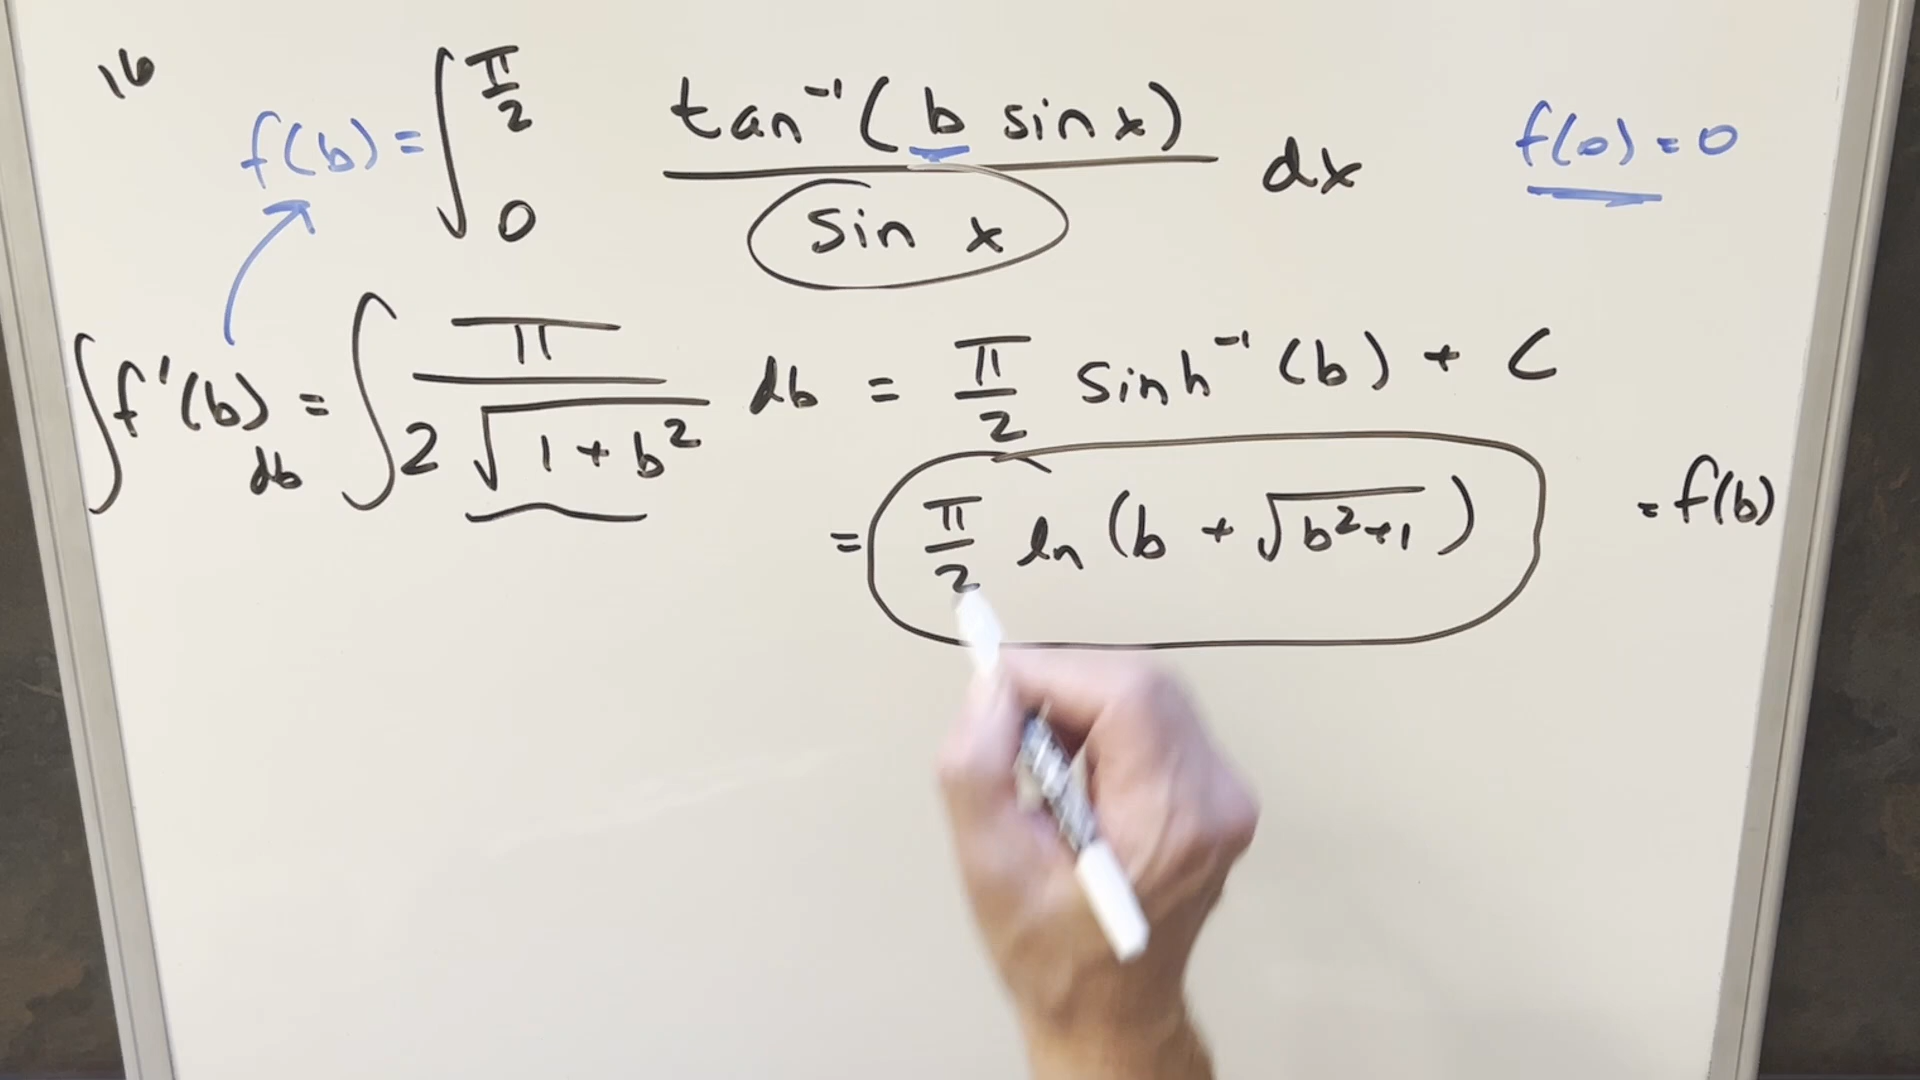 16
f(b) = ∫₀^(π/2) tan⁻¹(b sin x) / sin x dx f(0) = 0
∫ f'(b) db = ∫ π / (2 √(1 + b²)) db = π/2 sinh⁻¹(b) + C
= π/2 ln(b + √(b²+1)) = f(b)